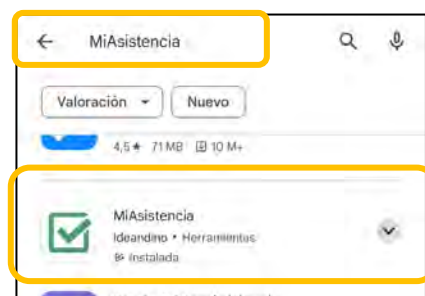 MiAsistencia
Valoración Nuevo
4,5★ 71 MB 10 M+
MiAsistencia
Ideandino • Herramientas
Instalada